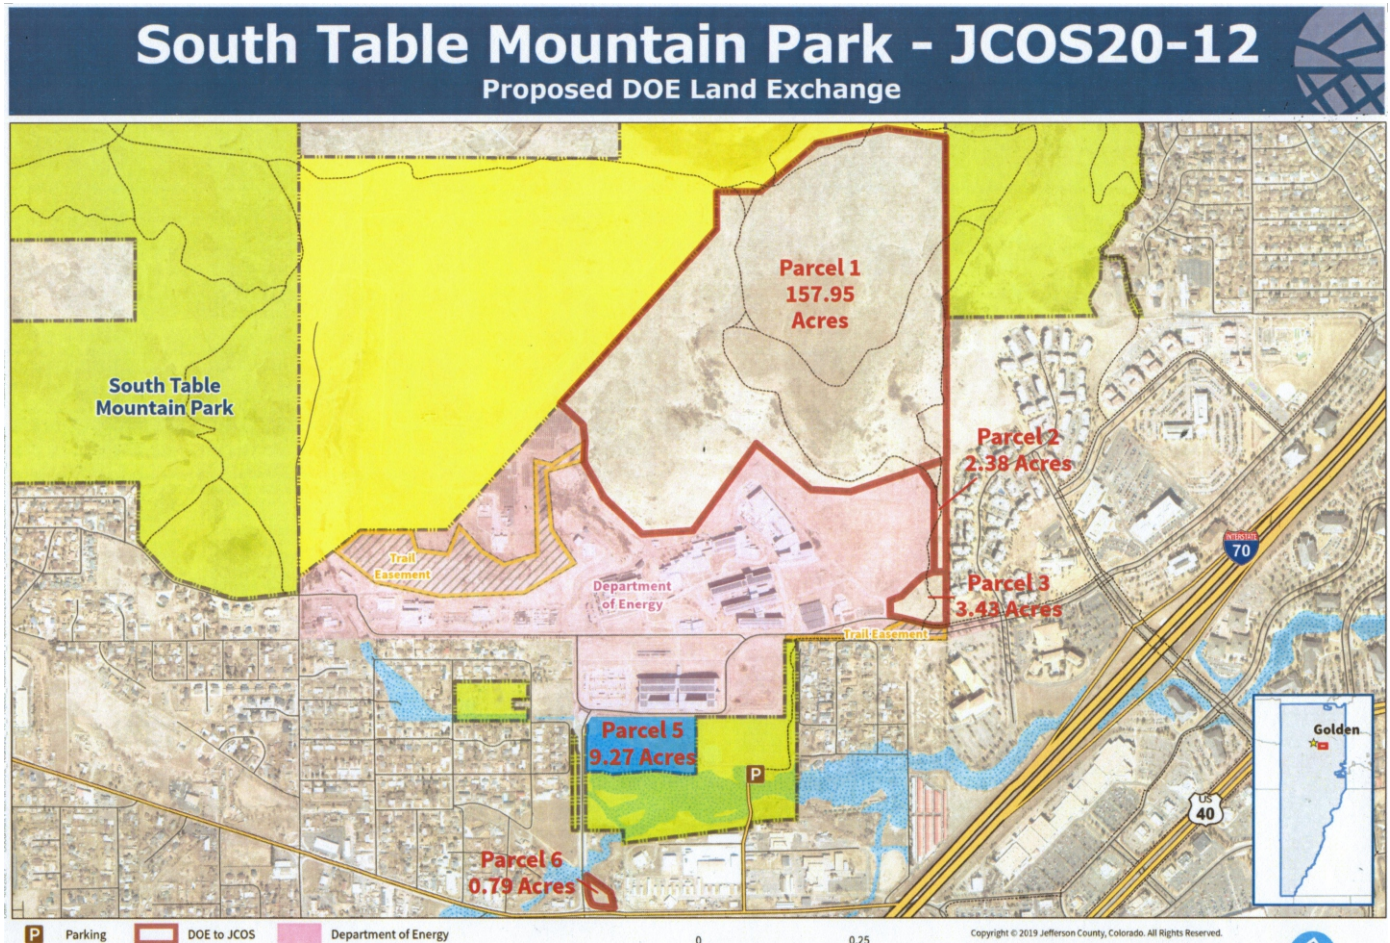 South Table Mountain Park - JCOS20-12
Proposed DOE Land Exchange
Parcel 1
157.95
Acres
South Table
Mountain Park
Parcel 2
2.38 Acres
INTERSTATE
70
Trail
Easement
Department
of Energy
Parcel 3
3.43 Acres
Trail Easement
Parcel 5
9.27 Acres
P
Golden
US
40
Parcel 6
0.79 Acres
P Parking
DOE to JCOS
Department of Energy
0 0.25
Copyright © 2019 Jefferson County, Colorado. All Rights Reserved.